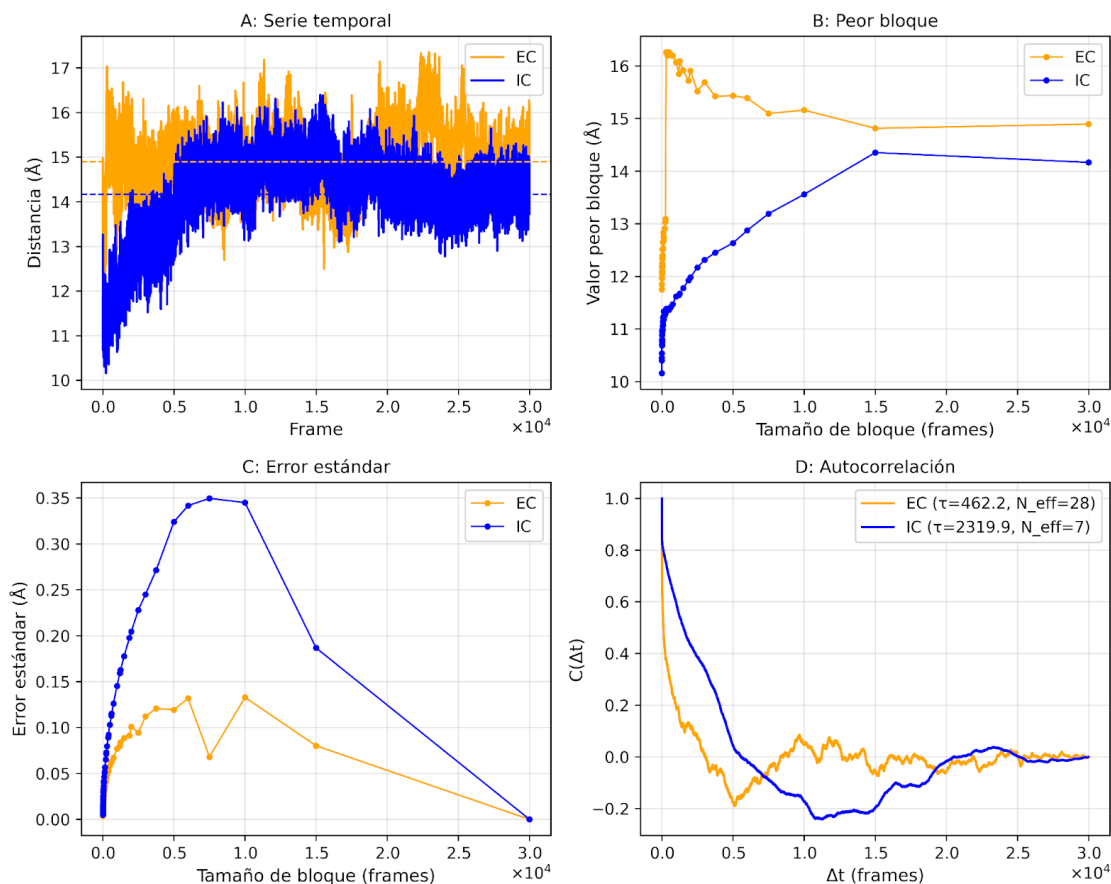 A: Serie temporal
EC
IC
Distancia (Å)
17
16
15
14
13
12
11
10
0.0 0.5 1.0 1.5 2.0 2.5 3.0
Frame
×10⁴
B: Peor bloque
EC
IC
Valor peor bloque (Å)
16
15
14
13
12
11
10
0.0 0.5 1.0 1.5 2.0 2.5 3.0
Tamaño de bloque (frames)
×10⁴
C: Error estándar
EC
IC
Error estándar (Å)
0.35
0.30
0.25
0.20
0.15
0.10
0.05
0.00
0.0 0.5 1.0 1.5 2.0 2.5 3.0
Tamaño de bloque (frames)
×10⁴
D: Autocorrelación
EC (τ=462.2, N_eff=28)
IC (τ=2319.9, N_eff=7)
C(Δt)
1.0
0.8
0.6
0.4
0.2
0.0
−0.2
0.0 0.5 1.0 1.5 2.0 2.5 3.0
Δt (frames)
×10⁴